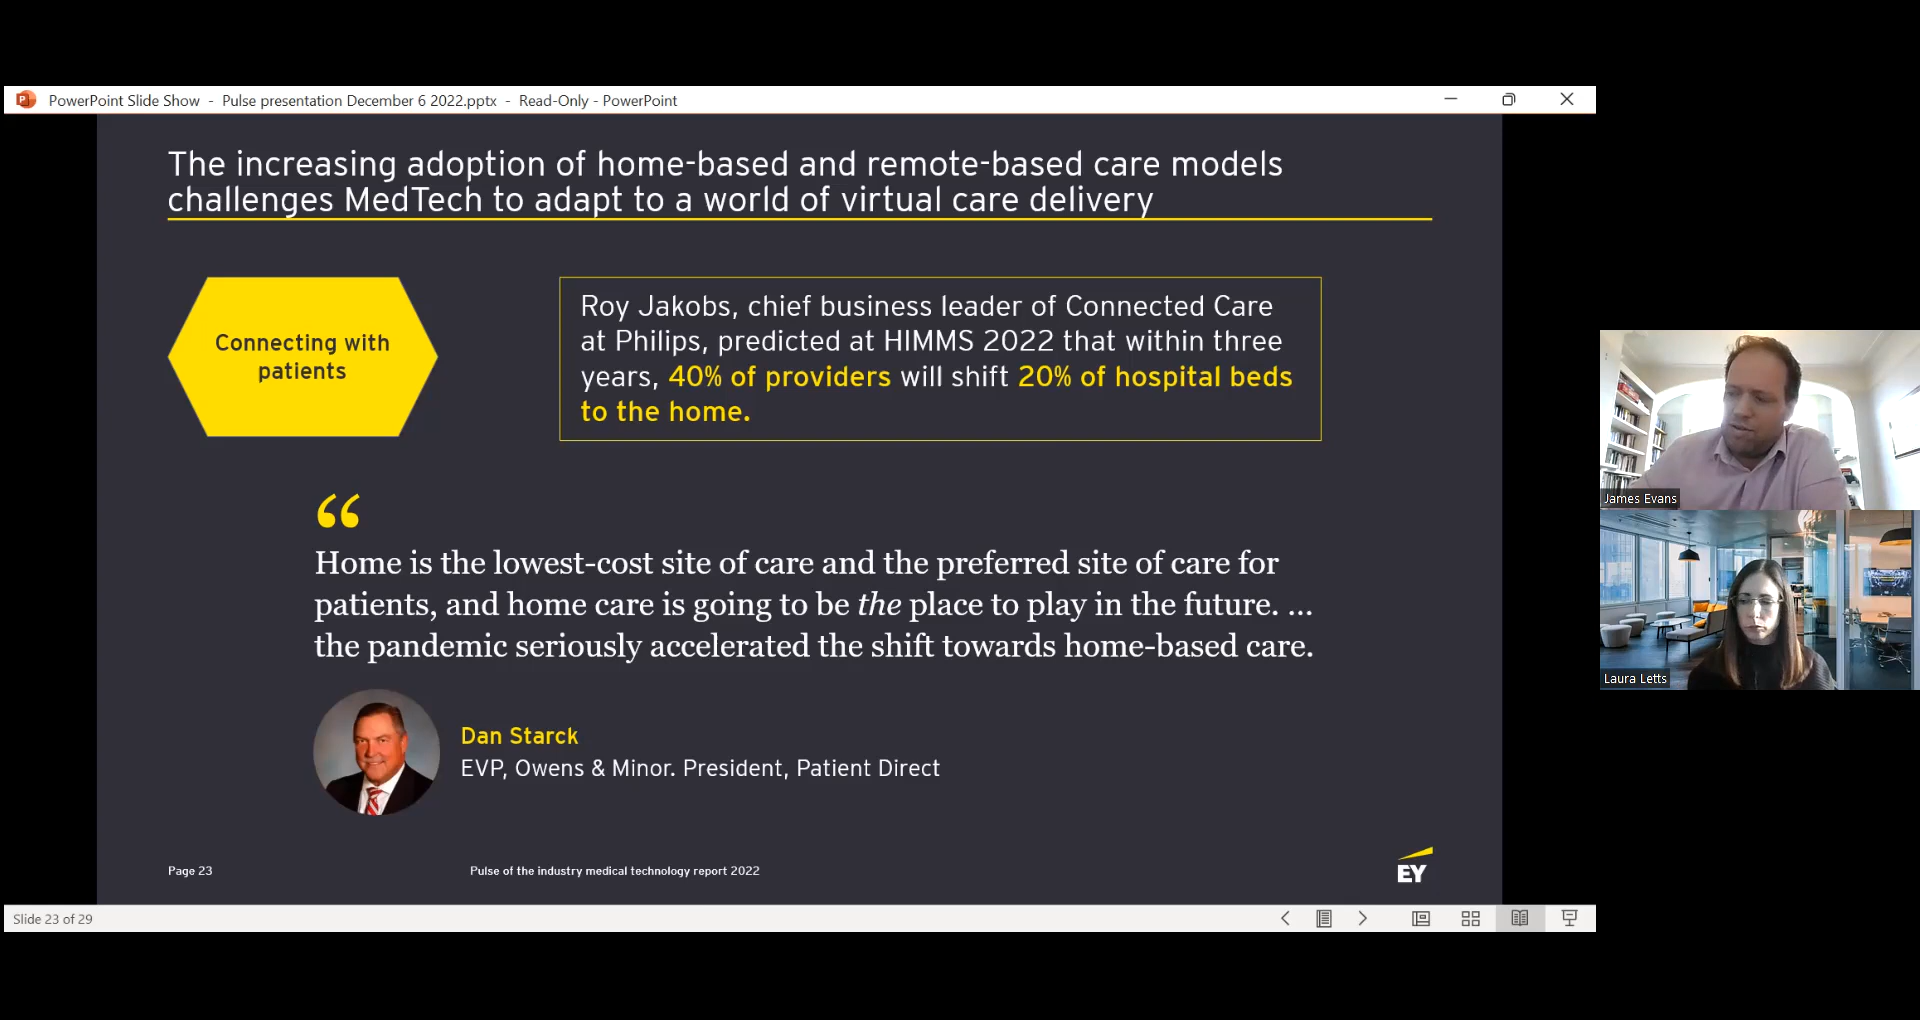 PowerPoint Slide Show - Pulse presentation December 6 2022.pptx - Read-Only - PowerPoint
The increasing adoption of home-based and remote-based care models
challenges MedTech to adapt to a world of virtual care delivery
Connecting with
patients
Roy Jakobs, chief business leader of Connected Care
at Philips, predicted at HIMMS 2022 that within three
years, 40% of providers will shift 20% of hospital beds
to the home.
“
Home is the lowest-cost site of care and the preferred site of care for
patients, and home care is going to be the place to play in the future. ...
the pandemic seriously accelerated the shift towards home-based care.
Dan Starck
EVP, Owens & Minor. President, Patient Direct
Page 23
Pulse of the industry medical technology report 2022
EY
Slide 23 of 29
James Evans
Laura Letts